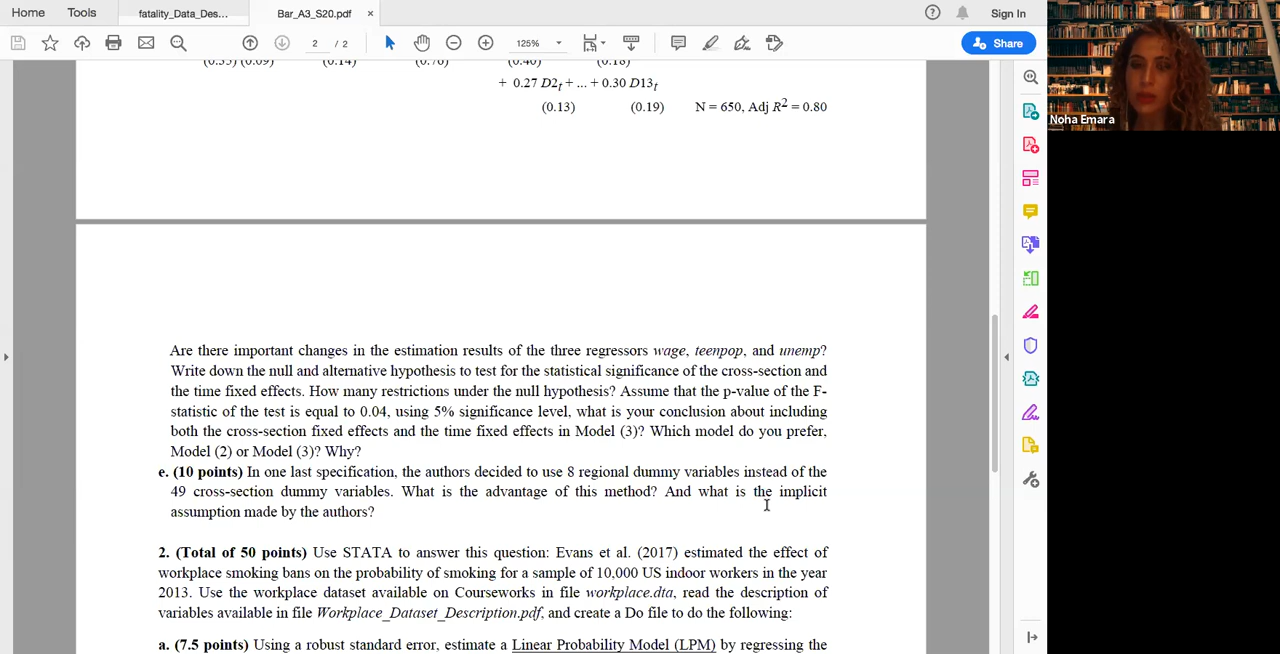 Home Tools fatality_Data_Des... Bar_A3_S20.pdf × Sign In
2 / 2 125% Share
(0.09) (0.14)
+ 0.27 D2t + ... + 0.30 D13t
(0.13) (0.19) N = 650, Adj R2 = 0.80
Are there important changes in the estimation results of the three regressors wage, teenpop, and unemp?
Write down the null and alternative hypothesis to test for the statistical significance of the cross-section and
the time fixed effects. How many restrictions under the null hypothesis? Assume that the p-value of the F-
statistic of the test is equal to 0.04, using 5% significance level, what is your conclusion about including
both the cross-section fixed effects and the time fixed effects in Model (3)? Which model do you prefer,
Model (2) or Model (3)? Why?
e. (10 points) In one last specification, the authors decided to use 8 regional dummy variables instead of the
49 cross-section dummy variables. What is the advantage of this method? And what is the implicit
assumption made by the authors?
2. (Total of 50 points) Use STATA to answer this question: Evans et al. (2017) estimated the effect of
workplace smoking bans on the probability of smoking for a sample of 10,000 US indoor workers in the year
2013. Use the workplace dataset available on Courseworks in file workplace.dta, read the description of
variables available in file Workplace_Dataset_Description.pdf, and create a Do file to do the following:
a. (7.5 points) Using a robust standard error, estimate a Linear Probability Model (LPM) by regressing the
Noha Emara